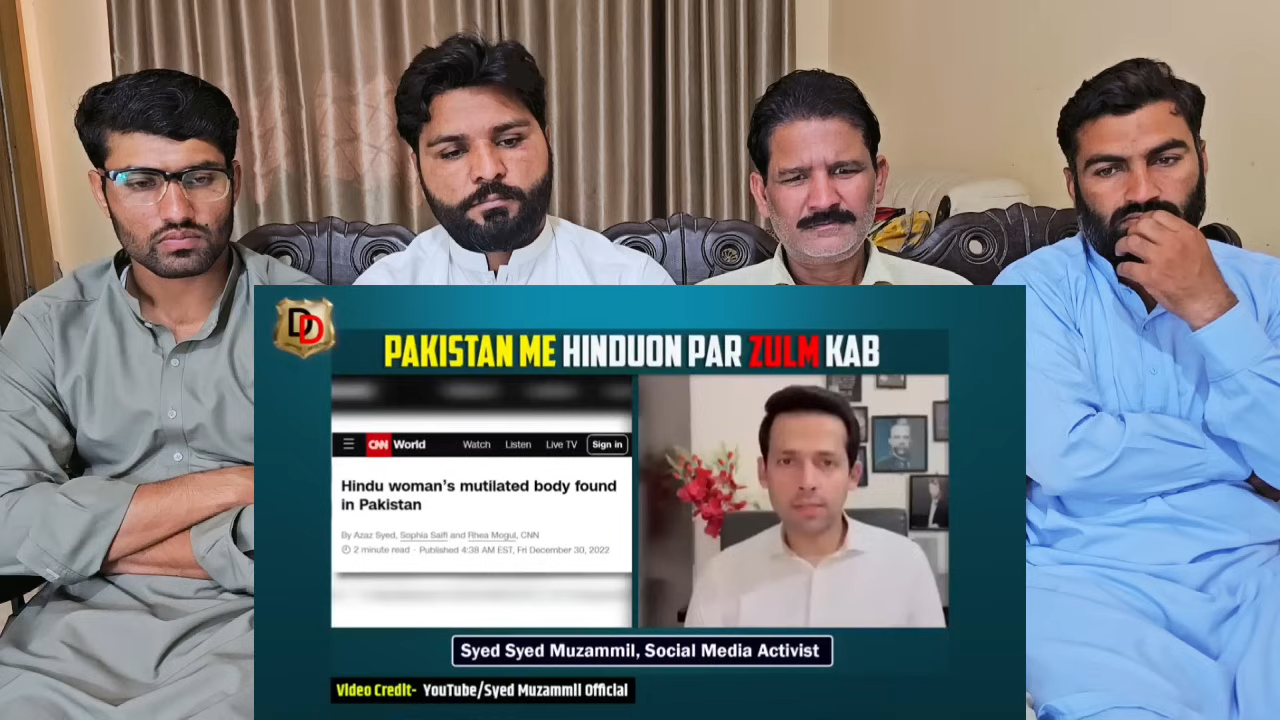 DD
PAKISTAN ME HINDUON PAR ZULM KAB
CNN World Watch Listen Live TV Sign in
Hindu woman's mutilated body found
in Pakistan
By Azaz Syed, Sophia Saifi and Rhea Mogul, CNN
2 minute read · Published 4:38 AM EST, Fri December 30, 2022
Syed Syed Muzammil, Social Media Activist
Video Credit- YouTube/Syed Muzammil Official